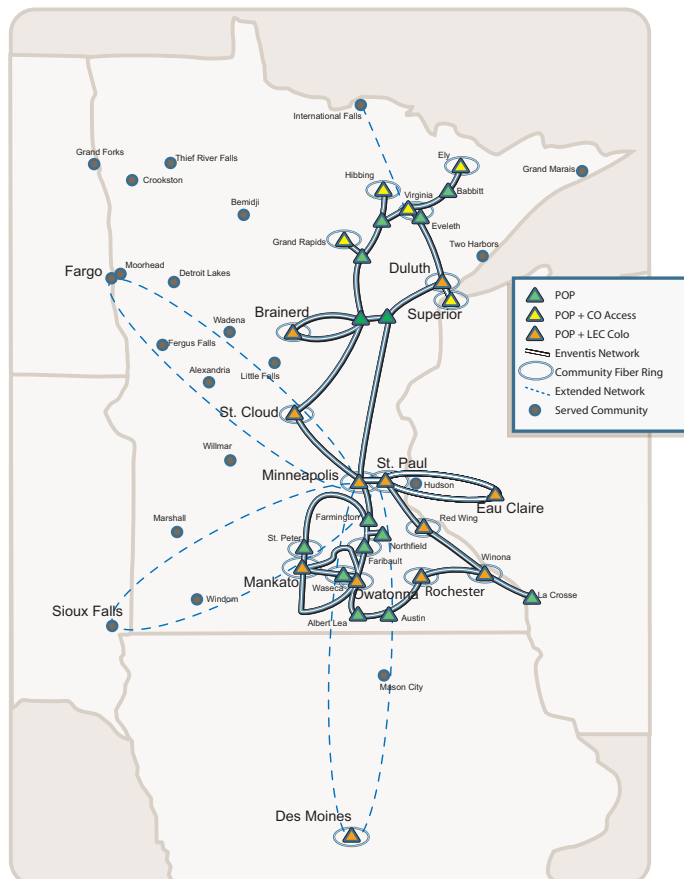 International Falls
Grand Forks
Thief River Falls
Crookston
Hibbing
Ely
Grand Marais
Virginia
Babbitt
Bemidji
Eveleth
Grand Rapids
Two Harbors
Fargo
Moorhead
Detroit Lakes
Duluth
Brainerd
Superior
Wadena
Fergus Falls
Little Falls
Alexandria
St. Cloud
Willmar
Minneapolis
St. Paul
Hudson
Eau Claire
Marshall
Farmington
Red Wing
St. Peter
Northfield
Faribault
Winona
Mankato
Waseca
Owatonna
Rochester
Windom
La Crosse
Sioux Falls
Albert Lea
Austin
Mason City
Des Moines
POP
POP + CO Access
POP + LEC Colo
Enventis Network
Community Fiber Ring
Extended Network
Served Community